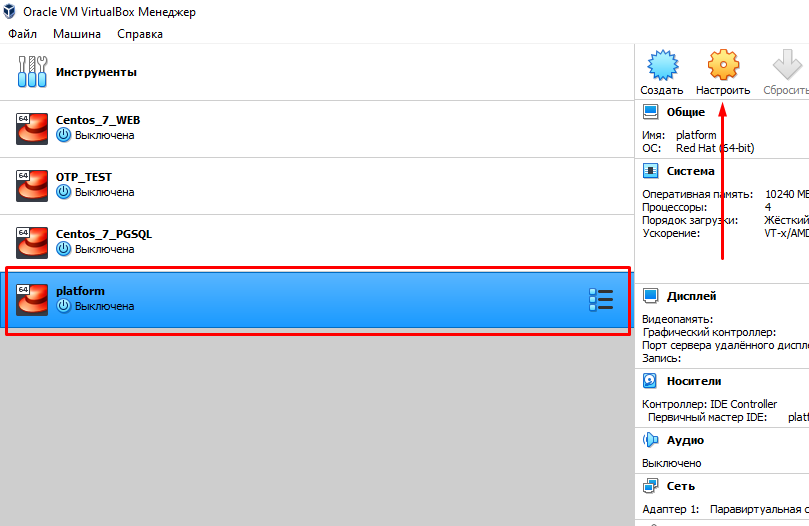 Oracle VM VirtualBox Менеджер
Файл Машина Справка
Инструменты
64 Centos_7_WEB
Выключена
64 OTP_TEST
Выключена
64 Centos_7_PGSQL
Выключена
64 platform
Выключена
Создать Настроить Сбросить
Общие
Имя: platform
ОС: Red Hat (64-bit)
Система
Оперативная память: 10240 МБ
Процессоры: 4
Порядок загрузки: Жёсткий
Ускорение: VT-x/AMD
Дисплей
Видеопамять:
Графический контроллер:
Порт сервера удалённого диспл
Запись:
Носители
Контроллер: IDE Controller
Первичный мастер IDE: platf
Аудио
Выключено
Сеть
Адаптер 1: Паравиртуальная с